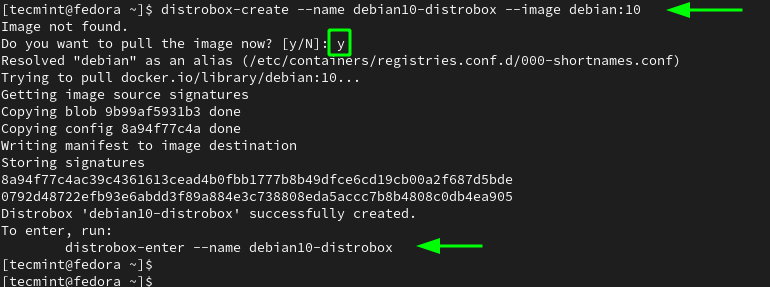 [tecmint@fedora ~]$ distrobox-create --name debian10-distrobox --image debian:10
Image not found.
Do you want to pull the image now? [y/N]: y
Resolved "debian" as an alias (/etc/containers/registries.conf.d/000-shortnames.conf)
Trying to pull docker.io/library/debian:10...
Getting image source signatures
Copying blob 9b99af5931b3 done
Copying config 8a94f77c4a done
Writing manifest to image destination
Storing signatures
8a94f77c4ac39c4361613cead4b0fbb1777b8b49dfce6cd19cb00a2f687d5bde
0792d48722efb93e6abdd3f89a884e3c738808eda5accc7b8b4808c0db4ea905
Distrobox 'debian10-distrobox' successfully created.
To enter, run:
        distrobox-enter --name debian10-distrobox
[tecmint@fedora ~]$
[tecmint@fedora ~]$